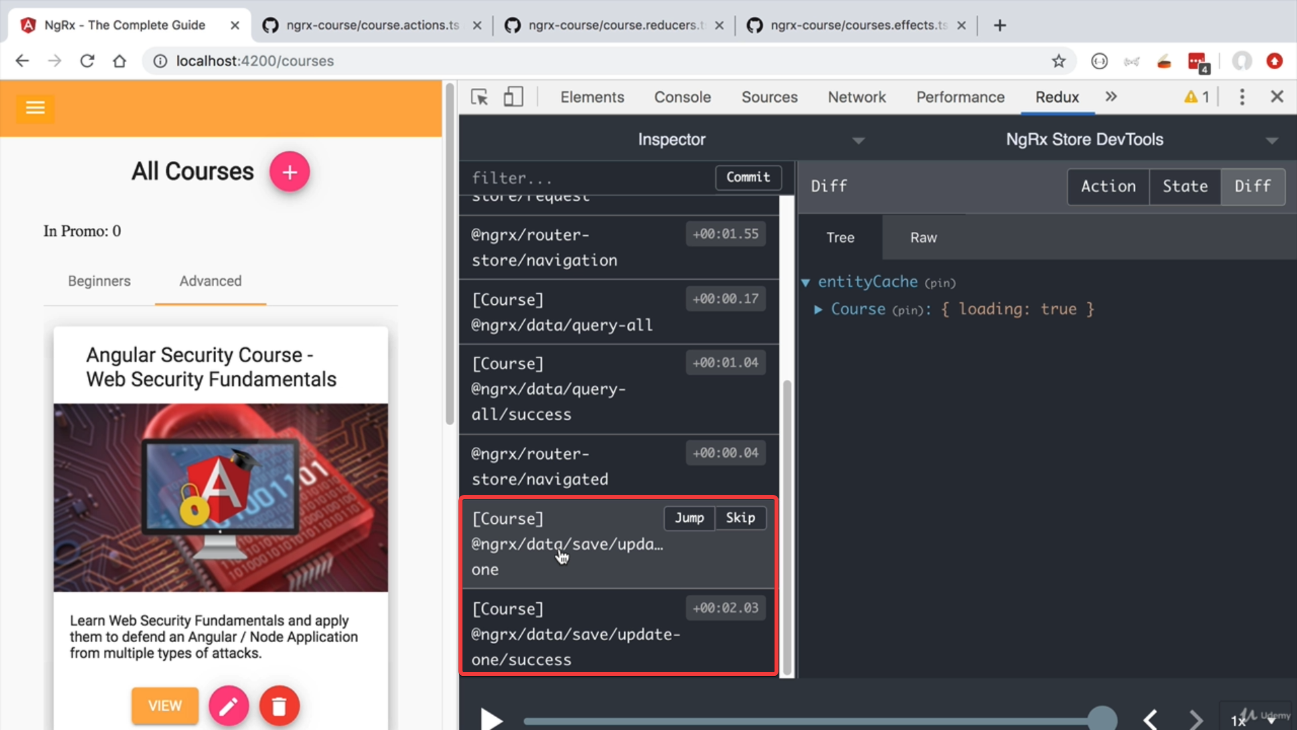 NgRx - The Complete Guide
ngrx-course/course.actions.ts
ngrx-course/course.reducers.t
ngrx-course/courses.effects.ts
localhost:4200/courses
4
Elements
Console
Sources
Network
Performance
Redux
1
All Courses
+
In Promo: 0
Beginners
Advanced
Angular Security Course -
Web Security Fundamentals
Learn Web Security Fundamentals and apply
them to defend an Angular / Node Application
from multiple types of attacks.
VIEW
Inspector
NgRx Store DevTools
filter...
Commit
store/request
@ngrx/router-
store/navigation
+00:01.55
[Course]
@ngrx/data/query-all
+00:00.17
[Course]
@ngrx/data/query-
all/success
+00:01.04
@ngrx/router-
store/navigated
+00:00.04
[Course]
Jump
Skip
@ngrx/data/save/upda…
one
[Course]
@ngrx/data/save/update-
one/success
+00:02.03
Diff
Action
State
Diff
Tree
Raw
entityCache (pin)
Course (pin): { loading: true }
1x
Udemy